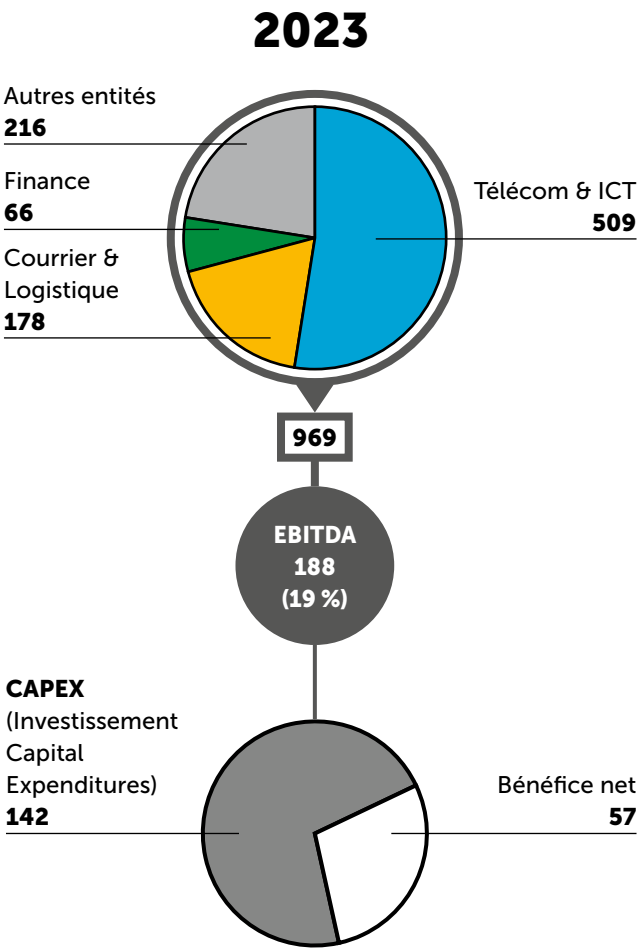 2023
Autres entités
216
Finance
66
Courrier &
Logistique
178
Télécom & ICT
509
969
EBITDA
188
(19 %)
CAPEX
(Investissement
Capital
Expenditures)
142
Bénéfice net
57